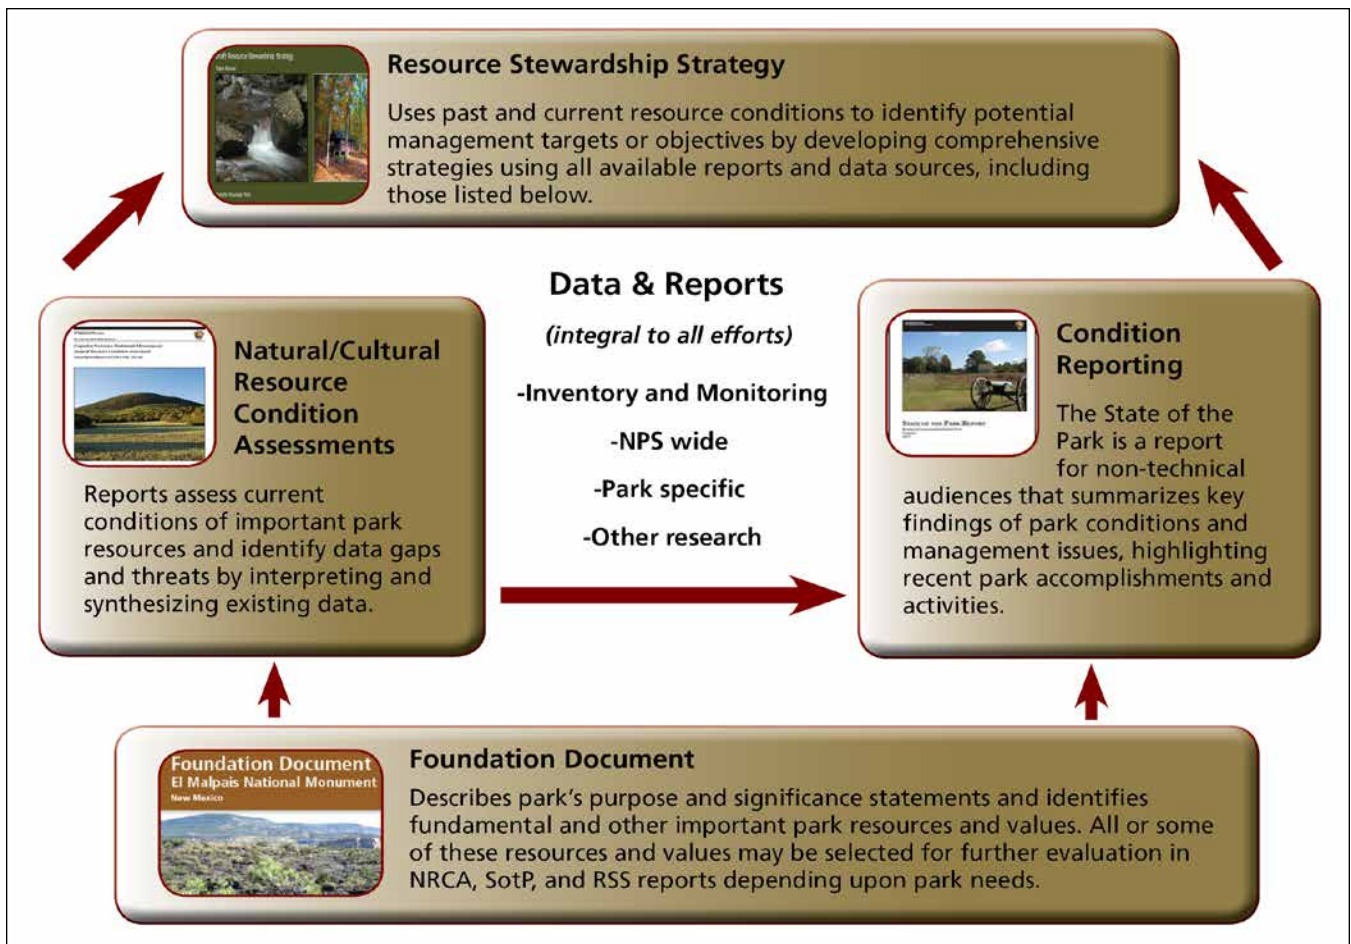 Resource Stewardship Strategy
Uses past and current resource conditions to identify potential
management targets or objectives by developing comprehensive
strategies using all available reports and data sources, including
those listed below.
Data & Reports
(integral to all efforts)
-Inventory and Monitoring
-NPS wide
-Park specific
-Other research
Natural/Cultural
Resource
Condition
Assessments
Reports assess current
conditions of important park
resources and identify data gaps
and threats by interpreting and
synthesizing existing data.
Condition
Reporting
The State of the
Park is a report
for non-technical
audiences that summarizes key
findings of park conditions and
management issues, highlighting
recent park accomplishments and
activities.
STATE OF THE PARK REPORT
Foundation Document
El Malpais National Monument
New Mexico
Foundation Document
Describes park's purpose and significance statements and identifies
fundamental and other important park resources and values. All or some
of these resources and values may be selected for further evaluation in
NRCA, SotP, and RSS reports depending upon park needs.